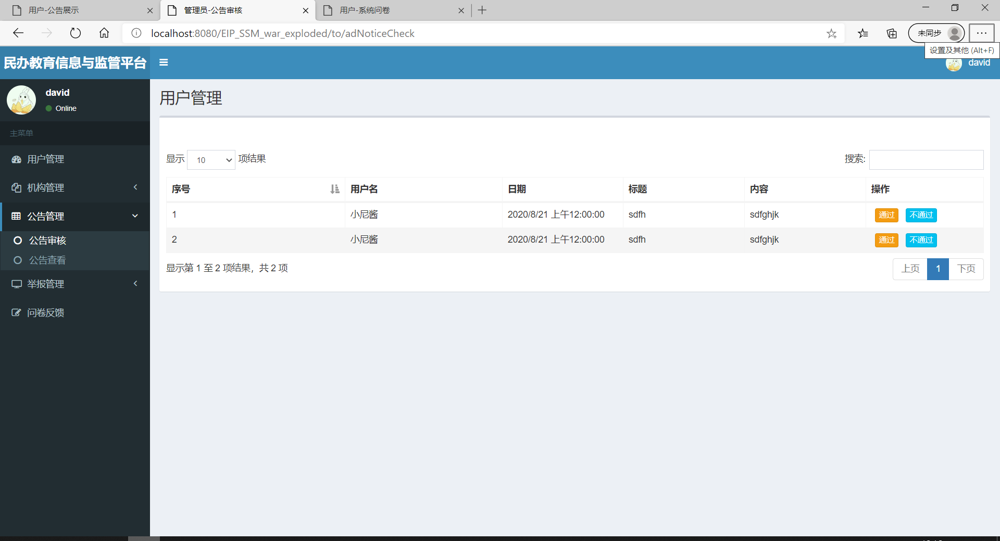 用户-公告展示
管理员-公告审核
用户-系统问卷
localhost:8080/EIP_SSM_war_exploded/to/adNoticeCheck
未同步
设置及其他 (Alt+F)
民办教育信息与监管平台
david
david
Online
主菜单
用户管理
机构管理
公告管理
公告审核
公告查看
举报管理
问卷反馈
用户管理
显示 10 项结果
搜索:
序号 用户名 日期 标题 内容 操作
1 小尼酱 2020/8/21 上午12:00:00 sdfh sdfghjk 通过 不通过
2 小尼酱 2020/8/21 上午12:00:00 sdfh sdfghjk 通过 不通过
显示第 1 至 2 项结果，共 2 项
上页 1 下页